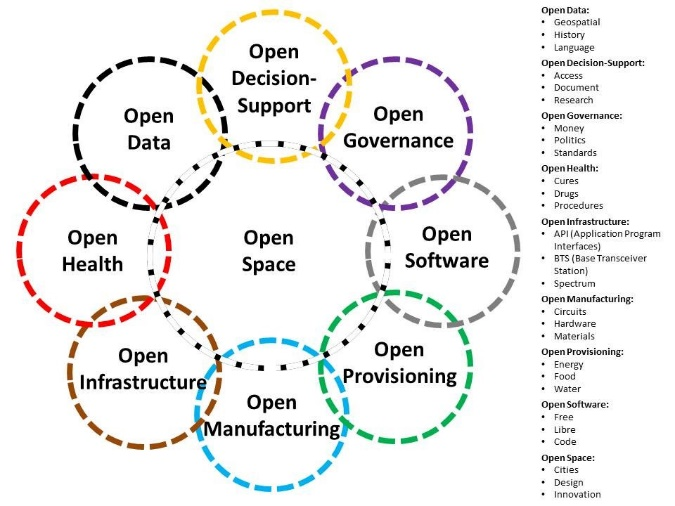 Open
Decision-
Support
Open
Data
Open
Governance
Open
Health
Open
Space
Open
Software
Open
Infrastructure
Open
Provisioning
Open
Manufacturing
Open Data:
• Geospatial
• History
• Language
Open Decision-Support:
• Access
• Document
• Research
Open Governance:
• Money
• Politics
• Standards
Open Health:
• Cures
• Drugs
• Procedures
Open Infrastructure:
• API (Application Program
Interfaces)
• BTS (Base Transceiver
Station)
• Spectrum
Open Manufacturing:
• Circuits
• Hardware
• Materials
Open Provisioning:
• Energy
• Food
• Water
Open Software:
• Free
• Libre
• Code
Open Space:
• Cities
• Design
• Innovation